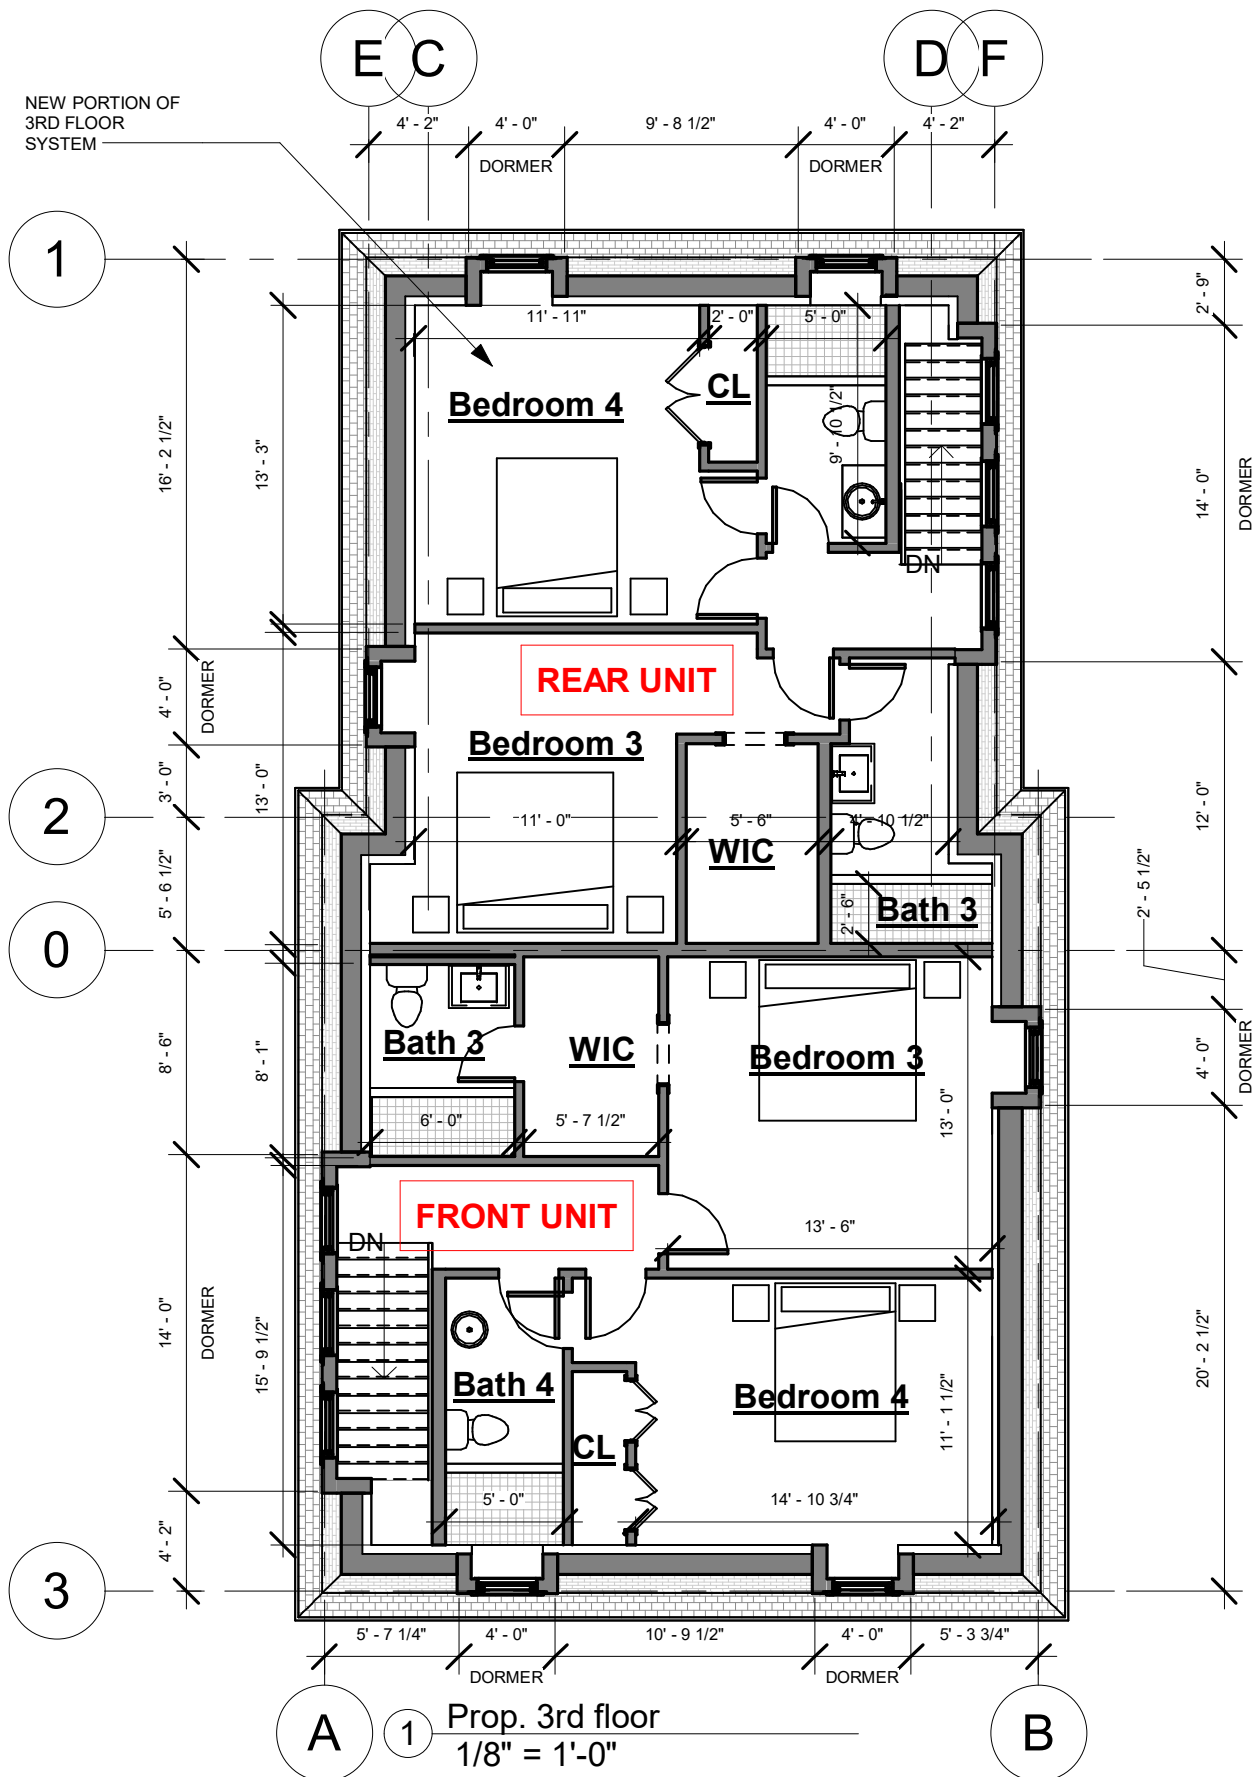 E C D F
NEW PORTION OF
3RD FLOOR
SYSTEM
4' - 2" 4' - 0" 9' - 8 1/2" 4' - 0" 4' - 2"
DORMER DORMER
1
2' - 9"
11' - 11" 2' - 0" 5' - 0"
CL
Bedroom 4
9' - 10 1/2"
16' - 2 1/2"
13' - 3"
14' - 0"
DORMER
DN
REAR UNIT
4' - 0"
DORMER
Bedroom 3
3' - 0"
13' - 0"
2
11' - 0" 5' - 6" 4' - 10 1/2"
12' - 0"
WIC
5' - 6 1/2"
2' - 6"
Bath 3
2' - 5 1/2"
0
8' - 6"
8' - 1"
Bath 3 WIC Bedroom 3
4' - 0"
DORMER
6' - 0" 5' - 7 1/2"
13' - 0"
FRONT UNIT
13' - 6"
DN
14' - 0"
DORMER
15' - 9 1/2"
Bath 4 Bedroom 4
11' - 1 1/2"
20' - 2 1/2"
CL
5' - 0" 14' - 10 3/4"
4' - 2"
3
5' - 7 1/4" 4' - 0" 10' - 9 1/2" 4' - 0" 5' - 3 3/4"
DORMER DORMER
A B
1 Prop. 3rd floor
1/8" = 1'-0"